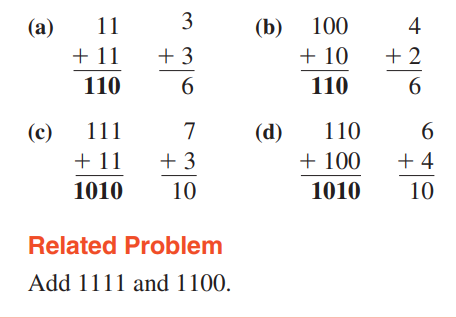 (a) 11 3 (b) 100 4
+ 11 + 3 + 10 + 2
110 6 110 6
(c) 111 7 (d) 110 6
+ 11 + 3 + 100 + 4
1010 10 1010 10
Related Problem
Add 1111 and 1100.